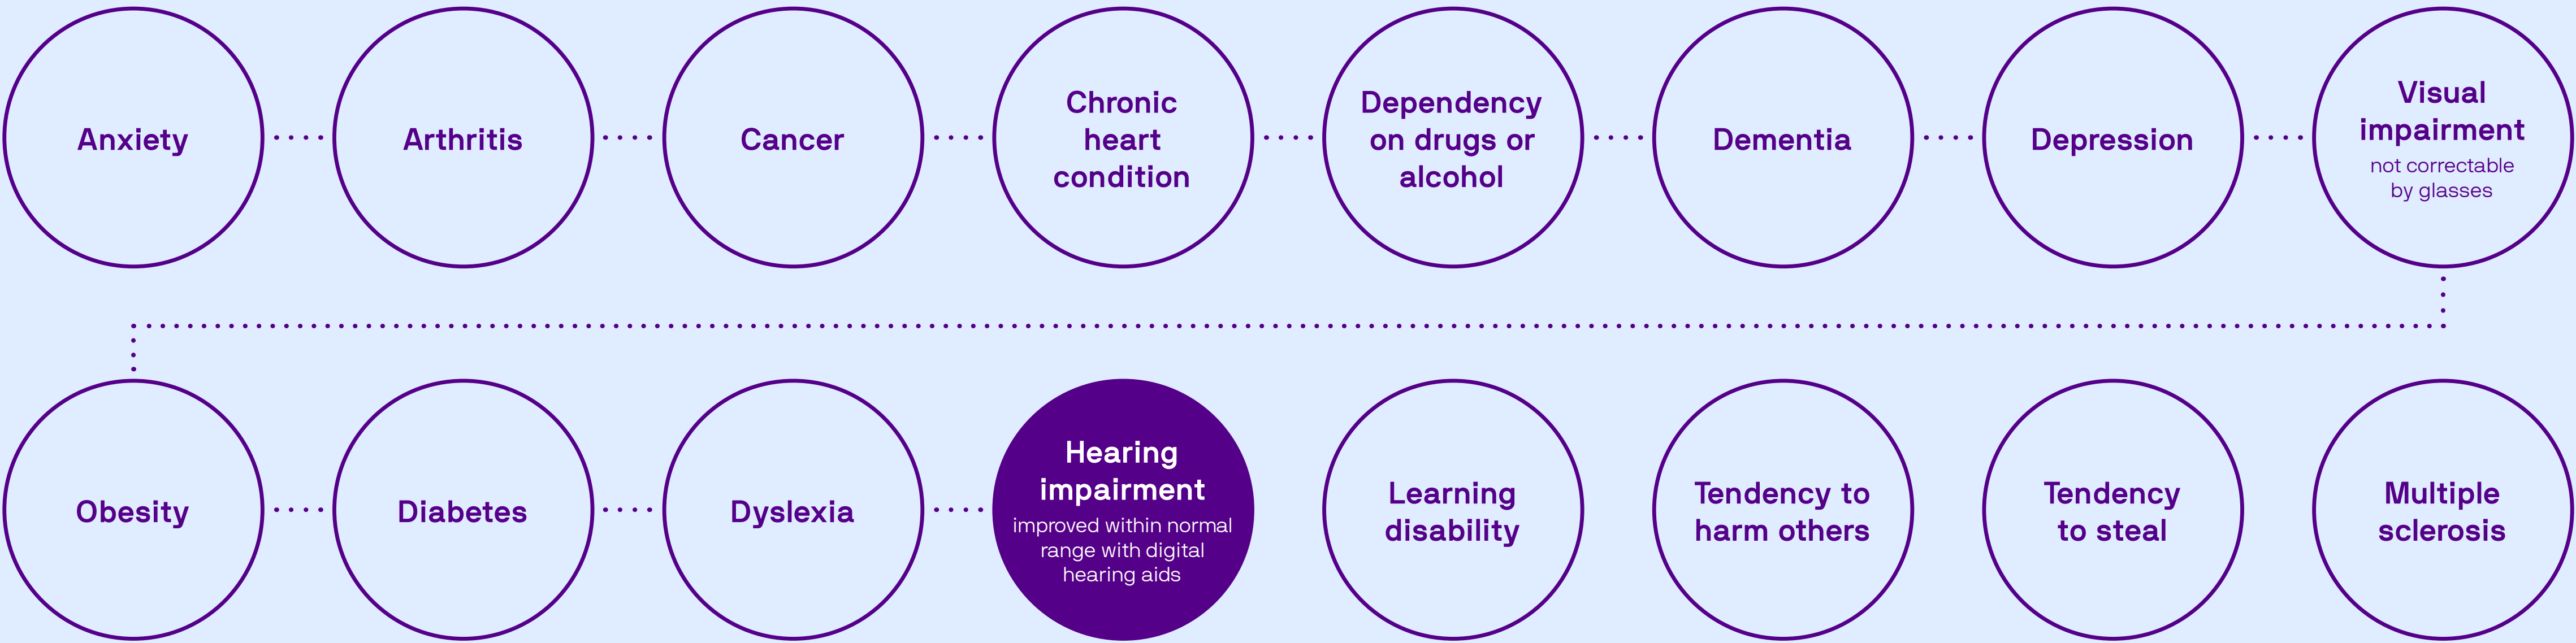 Anxiety
Arthritis
Cancer
Chronic
heart
condition
Dependency
on drugs or
alcohol
Dementia
Depression
Visual
impairment
not correctable
by glasses
Obesity
Diabetes
Dyslexia
Hearing
impairment
improved within normal
range with digital
hearing aids
Learning
disability
Tendency to
harm others
Tendency
to steal
Multiple
sclerosis